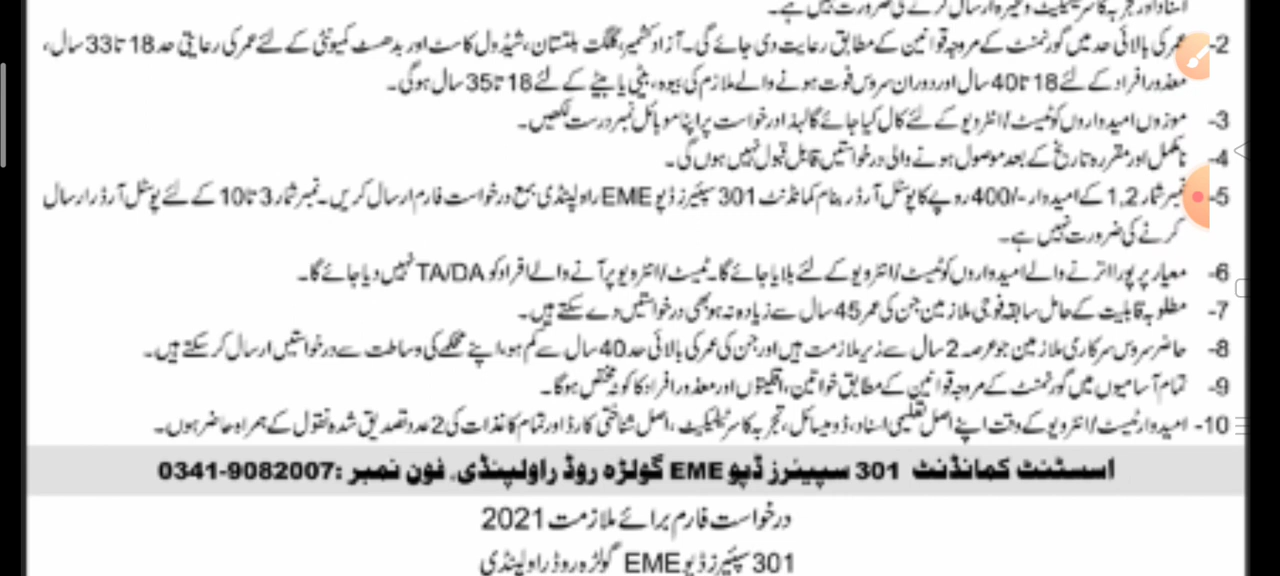 اسناد اور تجربہ کا سرٹیفکیٹ وغیرہ ارسال کرنے کی ضرورت نہیں ہے۔
2- عمر کی بالائی حد میں گورنمنٹ کے مروجہ قوانین کے مطابق رعایت دی جائے گی۔ آزاد کشمیر، گلگت بلتستان، شیڈول کاسٹ اور بدھسٹ کمیونٹی کے لئے عمر کی رعایتی حد 18 تا 33 سال،
معذور افراد کے لئے 18 تا 40 سال اور دوران سروس فوت ہونے والے ملازم کی بیوہ، بیٹی یا بیٹے کے لئے 18 تا 35 سال ہوگی۔
3- موزوں امیدواروں کو ٹیسٹ/انٹرویو کے لئے کال کیا جائے گا لہذا درخواست پر اپنا موبائل نمبر درست لکھیں۔
4- نامکمل اور مقررہ تاریخ کے بعد موصول ہونے والی درخواستیں قابل قبول نہیں ہوں گی۔
5- نمبر شمار 1,2 کے امیدوار -/400 روپے کا پوسٹل آرڈر بنام کمانڈنٹ 301 سپیئرز ڈپو EME راولپنڈی بمع درخواست فارم ارسال کریں۔ نمبر شمار 3 تا 10 کے لئے پوسٹل آرڈر ارسال
کرنے کی ضرورت نہیں ہے۔
6- معیار پر پورا اترنے والے امیدواروں کو ٹیسٹ/انٹرویو کے لئے بلایا جائے گا۔ ٹیسٹ/انٹرویو پر آنے والے افراد کو TA/DA نہیں دیا جائے گا۔
7- مطلوبہ قابلیت کے حامل سابقہ فوجی ملازمین جن کی عمر 45 سال سے زیادہ نہ ہو بھی درخواستیں دے سکتے ہیں۔
8- حاضر سروس سرکاری ملازمین جو عرصہ 2 سال سے زیر ملازمت ہیں اور جن کی عمر کی بالائی حد 40 سال سے کم ہو، اپنے محکمے کی وساطت سے درخواستیں ارسال کر سکتے ہیں۔
9- تمام آسامیوں میں گورنمنٹ کے مروجہ قوانین کے مطابق خواتین، اقلیتوں اور معذور افراد کا کوٹہ مختص ہوگا۔
10- امیدوار ٹیسٹ/انٹرویو کے وقت اپنے اصل تعلیمی اسناد، ڈومیسائل، تجربہ کا سرٹیفکیٹ، اصل شناختی کارڈ اور تمام کاغذات کی 2 عدد تصدیق شدہ نقول کے ہمراہ حاضر ہوں۔
اسسٹنٹ کمانڈنٹ 301 سپیئرز ڈپو EME گولڑہ روڈ راولپنڈی۔ فون نمبر :0341-9082007
درخواست فارم برائے ملازمت 2021
301 سپیئرز ڈپو EME گولڑہ روڈ راولپنڈی